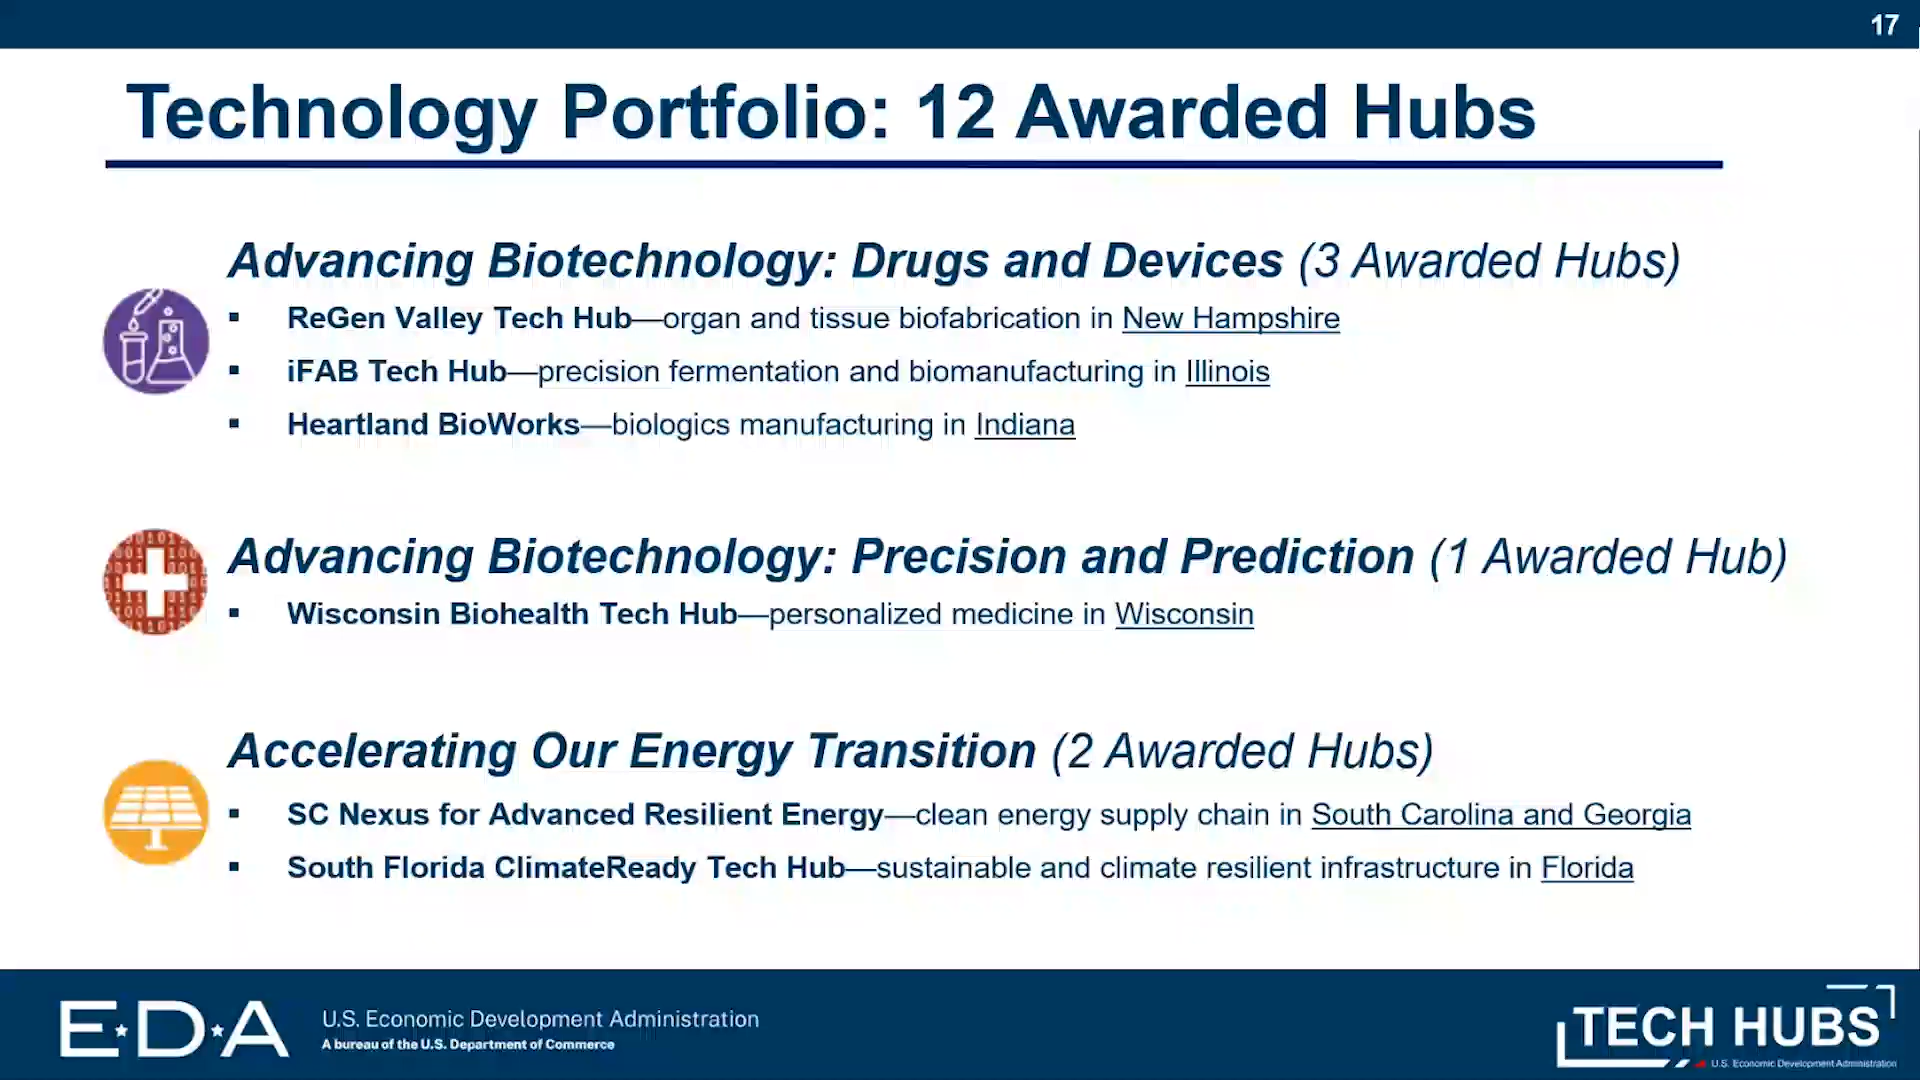 17
Technology Portfolio: 12 Awarded Hubs
Advancing Biotechnology: Drugs and Devices (3 Awarded Hubs)
▪ ReGen Valley Tech Hub—organ and tissue biofabrication in New Hampshire
▪ iFAB Tech Hub—precision fermentation and biomanufacturing in Illinois
▪ Heartland BioWorks—biologics manufacturing in Indiana
Advancing Biotechnology: Precision and Prediction (1 Awarded Hub)
▪ Wisconsin Biohealth Tech Hub—personalized medicine in Wisconsin
Accelerating Our Energy Transition (2 Awarded Hubs)
▪ SC Nexus for Advanced Resilient Energy—clean energy supply chain in South Carolina and Georgia
▪ South Florida ClimateReady Tech Hub—sustainable and climate resilient infrastructure in Florida
E★D★A
U.S. Economic Development Administration
A bureau of the U.S. Department of Commerce
TECH HUBS
U.S. Economic Development Administration